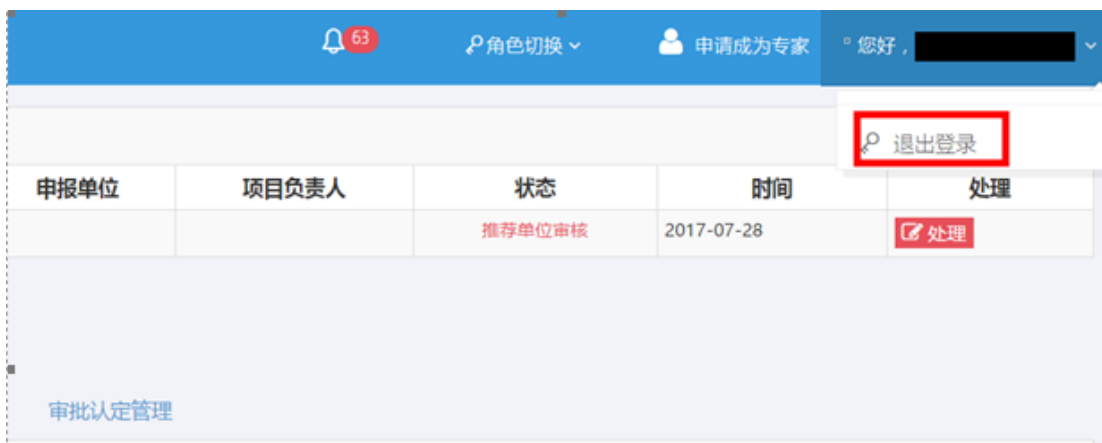 63 角色切换 申请成为专家 您好，
退出登录
申报单位 项目负责人 状态 时间 处理
推荐单位审核 2017-07-28 处理
审批认定管理